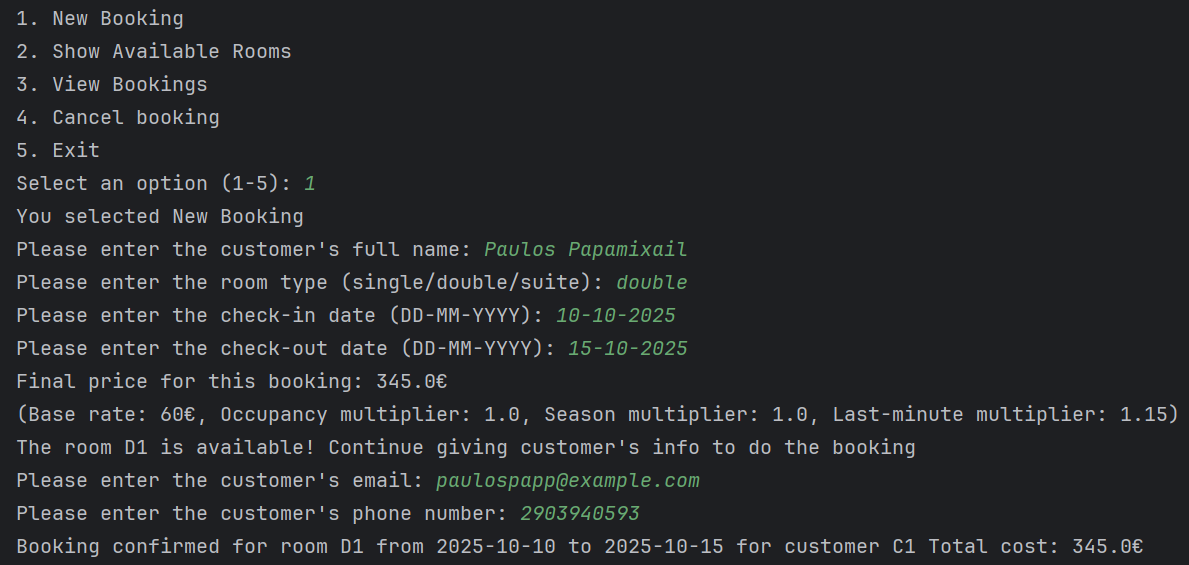 1. New Booking
2. Show Available Rooms
3. View Bookings
4. Cancel booking
5. Exit
Select an option (1-5): 1
You selected New Booking
Please enter the customer's full name: Paulos Papamixail
Please enter the room type (single/double/suite): double
Please enter the check-in date (DD-MM-YYYY): 10-10-2025
Please enter the check-out date (DD-MM-YYYY): 15-10-2025
Final price for this booking: 345.0€
(Base rate: 60€, Occupancy multiplier: 1.0, Season multiplier: 1.0, Last-minute multiplier: 1.15)
The room D1 is available! Continue giving customer's info to do the booking
Please enter the customer's email: paulospapp@example.com
Please enter the customer's phone number: 2903940593
Booking confirmed for room D1 from 2025-10-10 to 2025-10-15 for customer C1 Total cost: 345.0€